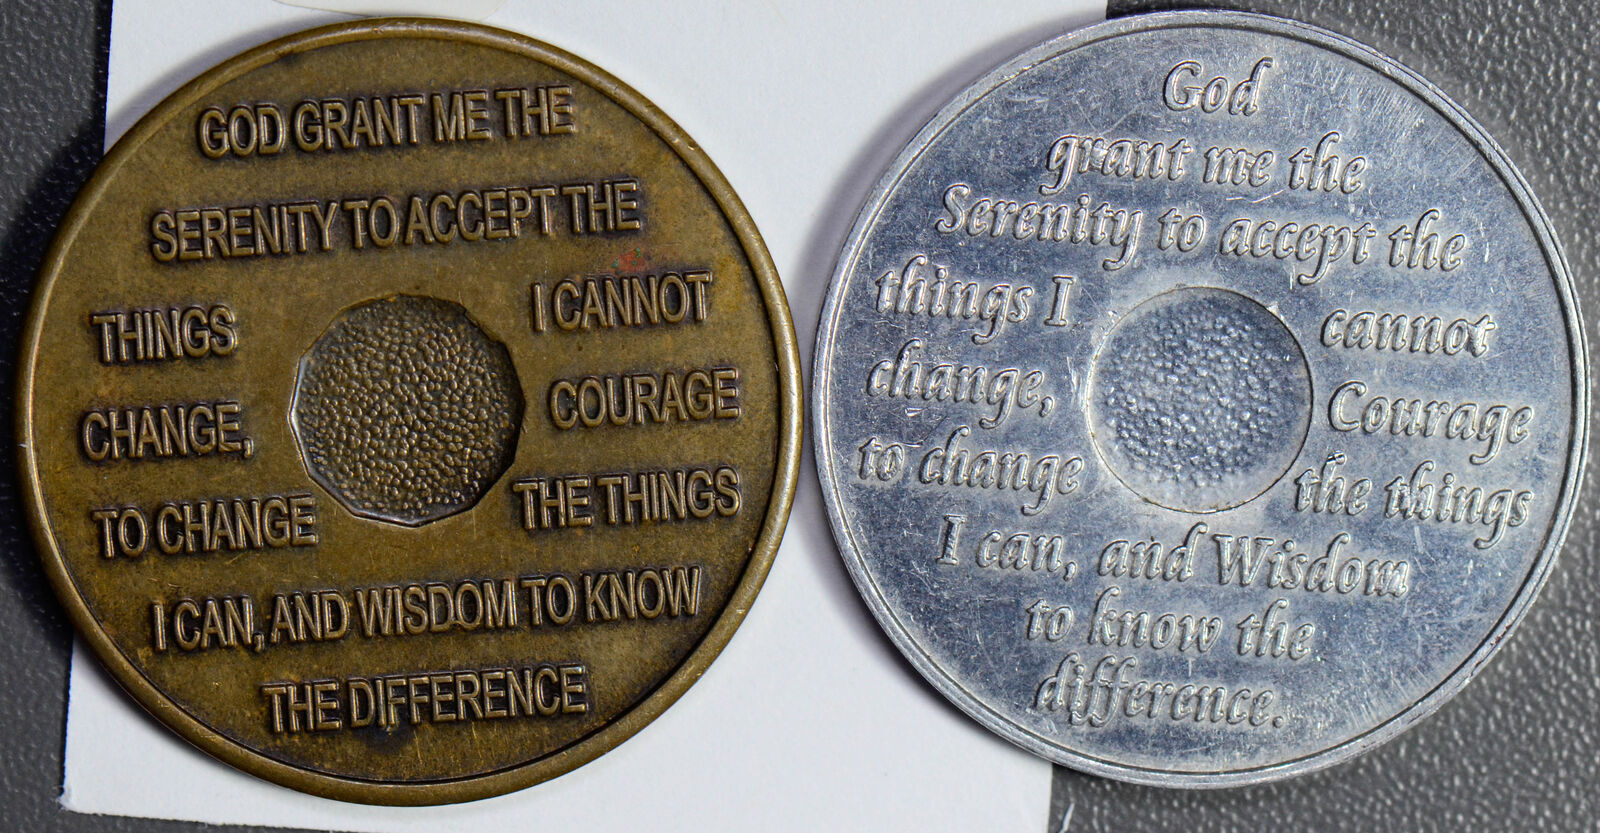 GOD GRANT ME THE
SERENITY TO ACCEPT THE
THINGS I CANNOT
CHANGE, COURAGE
TO CHANGE THE THINGS
I CAN, AND WISDOM TO KNOW
THE DIFFERENCE
God
grant me the
Serenity to accept the
things I cannot
change, Courage
to change the things
I can, and Wisdom
to know the
difference.